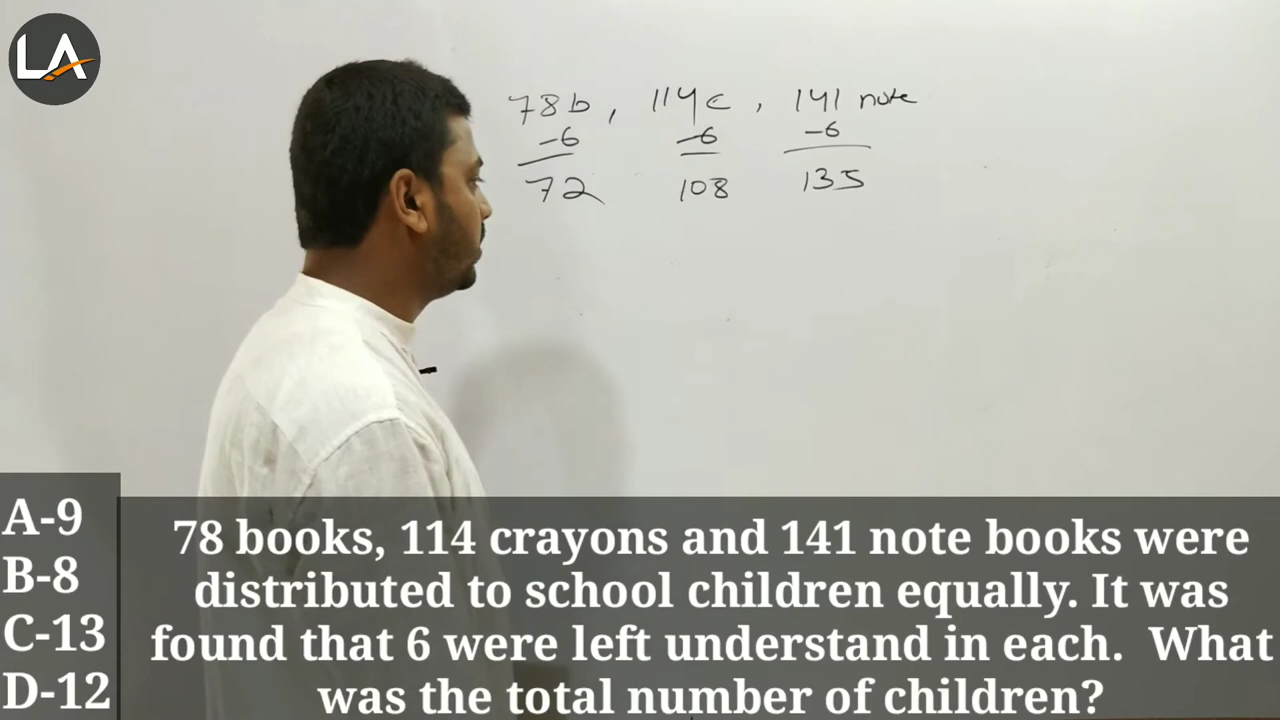 LA
78b, 114c, 141 note
-6 -6 -6
72 108 135
A-9
B-8
C-13
D-12
78 books, 114 crayons and 141 note books were
distributed to school children equally. It was
found that 6 were left understand in each. What
was the total number of children?